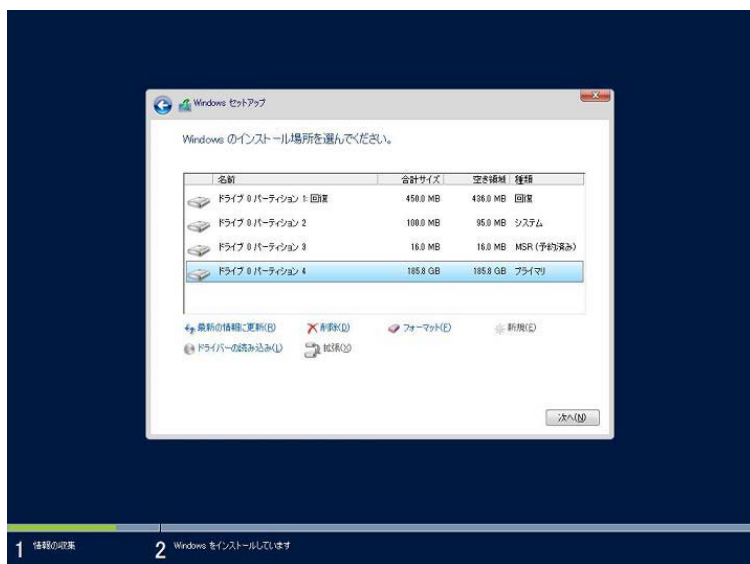 Windows セットアップ
Windows のインストール場所を選んでください。
名前 合計サイズ 空き領域 種類
ドライブ 0 パーティション 1: 回復 450.0 MB 436.0 MB 回復
ドライブ 0 パーティション 2 100.0 MB 95.0 MB システム
ドライブ 0 パーティション 3 16.0 MB 16.0 MB MSR (予約済み)
ドライブ 0 パーティション 4 185.8 GB 185.8 GB プライマリ
最新の情報に更新(R) 削除(D) フォーマット(F) 新規(E)
ドライバーの読み込み(L) 拡張(X)
次へ(N)
1 情報の収集 2 Windows をインストールしています